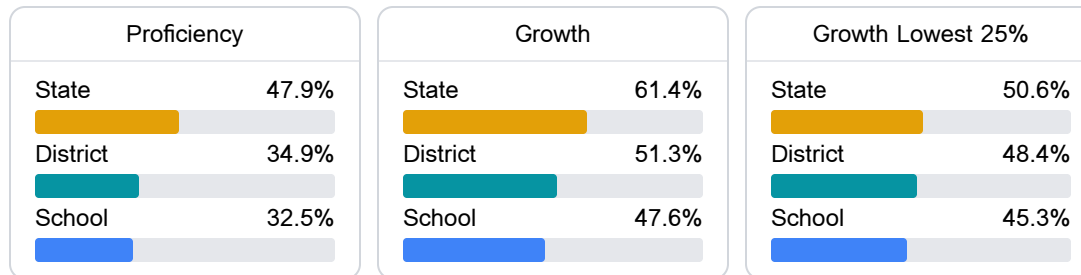 Proficiency
State 47.9%
District 34.9%
School 32.5%
Growth
State 61.4%
District 51.3%
School 47.6%
Growth Lowest 25%
State 50.6%
District 48.4%
School 45.3%